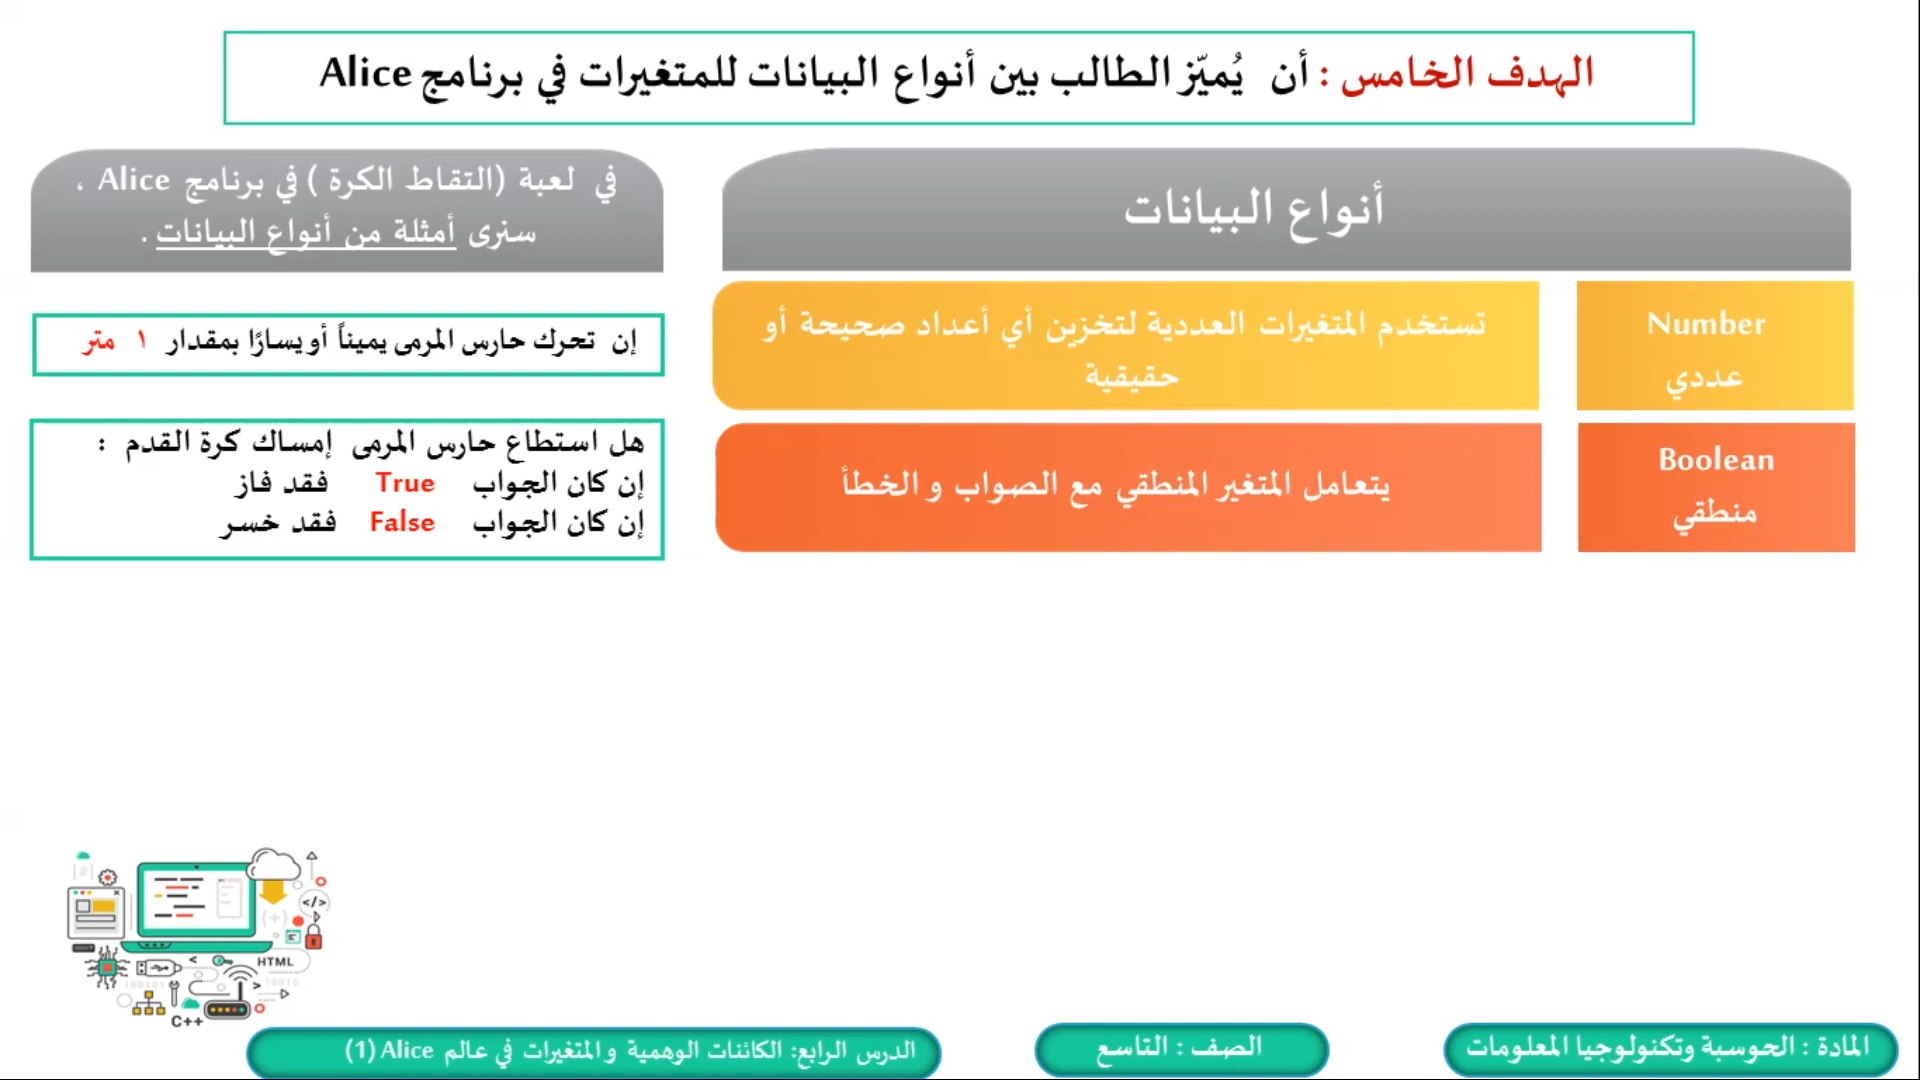 الهدف الخامس : أن يُميّز الطالب بين أنواع البيانات للمتغيرات في برنامج Alice
أنواع البيانات
Number
عددي
تستخدم المتغيرات العددية لتخزين أي أعداد صحيحة أو
حقيقية
Boolean
منطقي
يتعامل المتغير المنطقي مع الصواب و الخطأ
في لعبة (التقاط الكرة ) في برنامج Alice ،
سنرى أمثلة من أنواع البيانات .
إن تحرك حارس المرمى يميناً أو يسارًا بمقدار ١ متر
هل استطاع حارس المرمى إمساك كرة القدم :
إن كان الجواب True فقد فاز
إن كان الجواب False فقد خسر
HTML
C++
المادة : الحوسبة وتكنولوجيا المعلومات
الصف : التاسع
الدرس الرابع: الكائنات الوهمية و المتغيرات في عالم Alice (1)